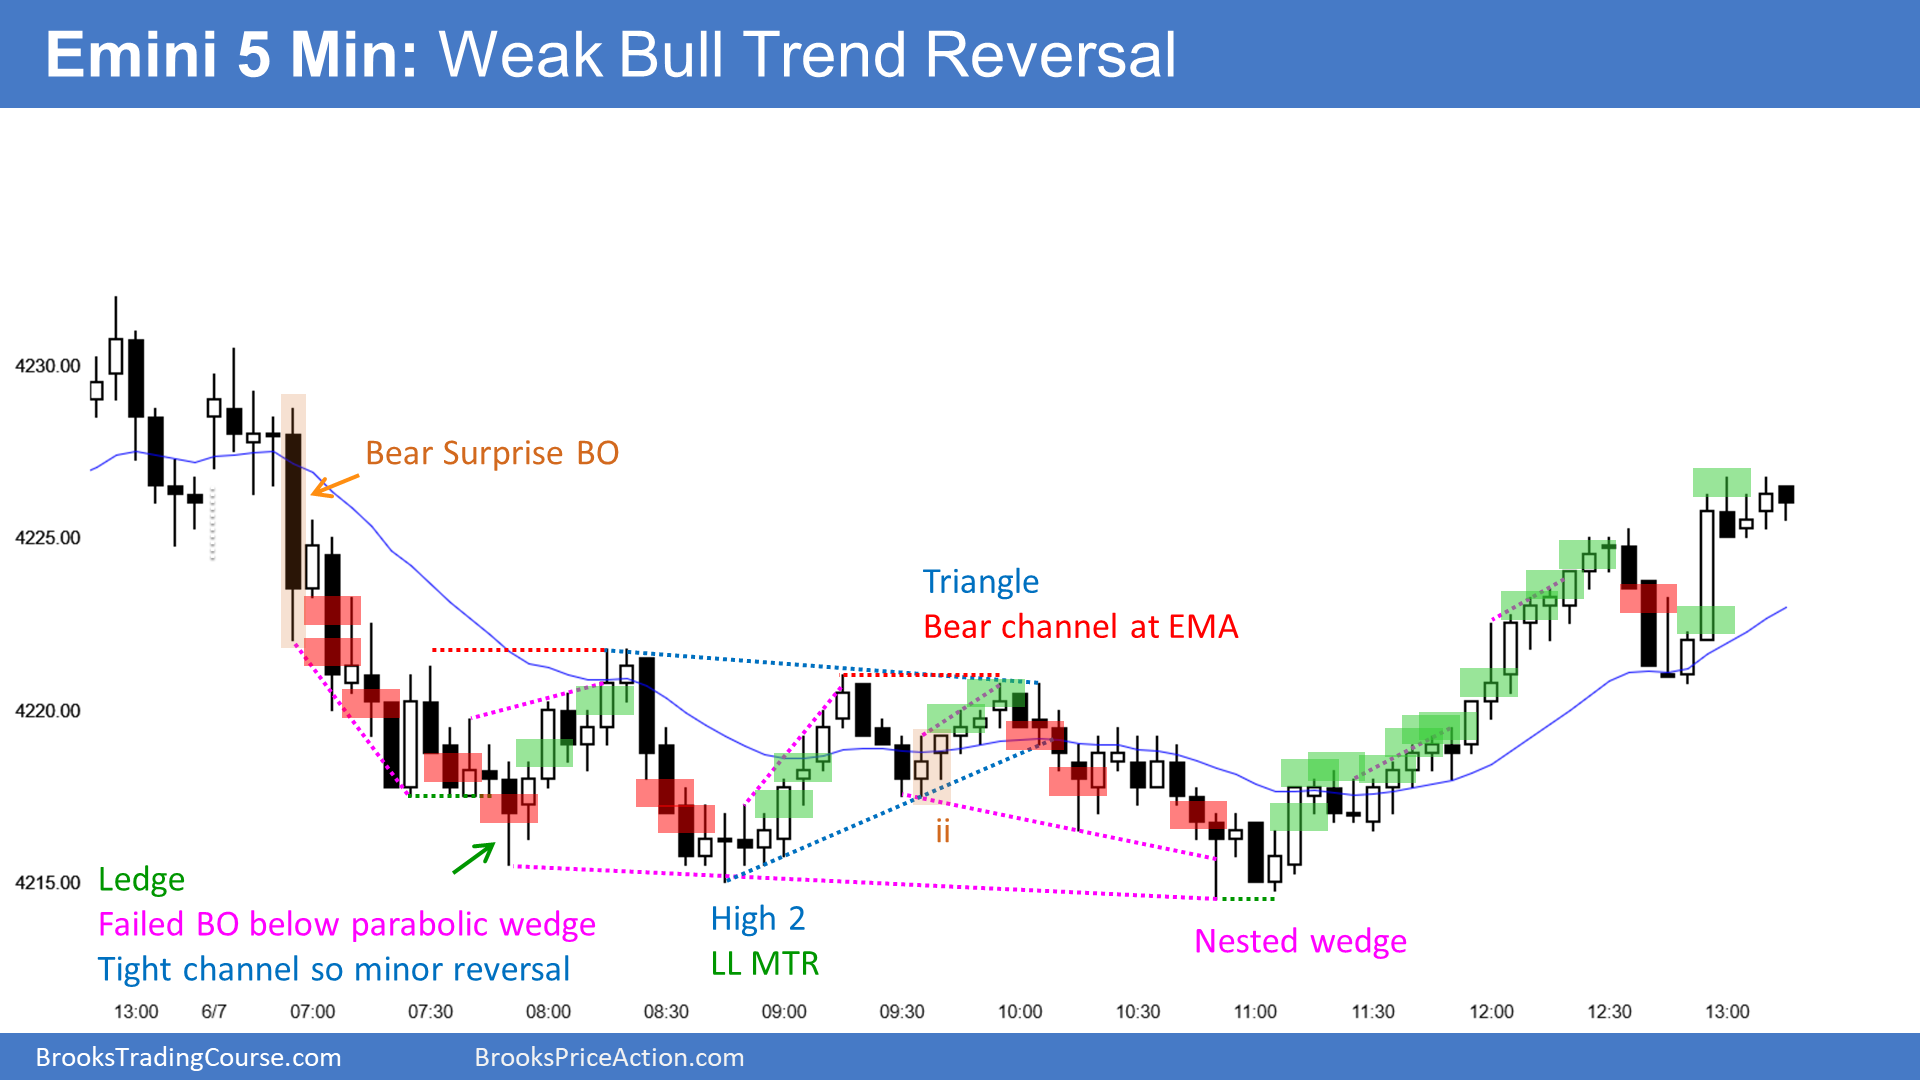 Emini 5 Min: Weak Bull Trend Reversal
4230.00
4225.00
4220.00
4215.00
Bear Surprise BO
Triangle
Bear channel at EMA
ii
Ledge
Failed BO below parabolic wedge
Tight channel so minor reversal
High 2
LL MTR
Nested wedge
13:00 6/7 07:00 07:30 08:00 08:30 09:00 09:30 10:00 10:30 11:00 11:30 12:00 12:30 13:00
BrooksTradingCourse.com BrooksPriceAction.com